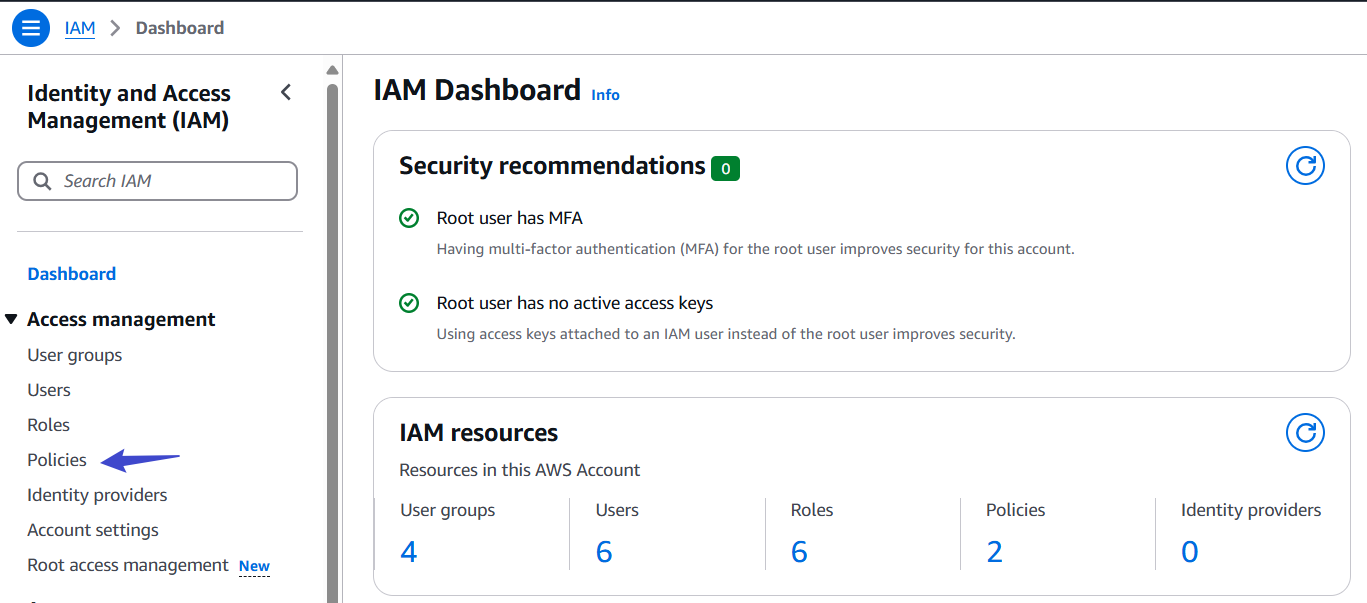 IAM > Dashboard
Identity and Access
Management (IAM)
Search IAM
Dashboard
Access management
User groups
Users
Roles
Policies
Identity providers
Account settings
Root access management New
IAM Dashboard Info
Security recommendations 0
Root user has MFA
Having multi-factor authentication (MFA) for the root user improves security for this account.
Root user has no active access keys
Using access keys attached to an IAM user instead of the root user improves security.
IAM resources
Resources in this AWS Account
User groups Users Roles Policies Identity providers
4 6 6 2 0